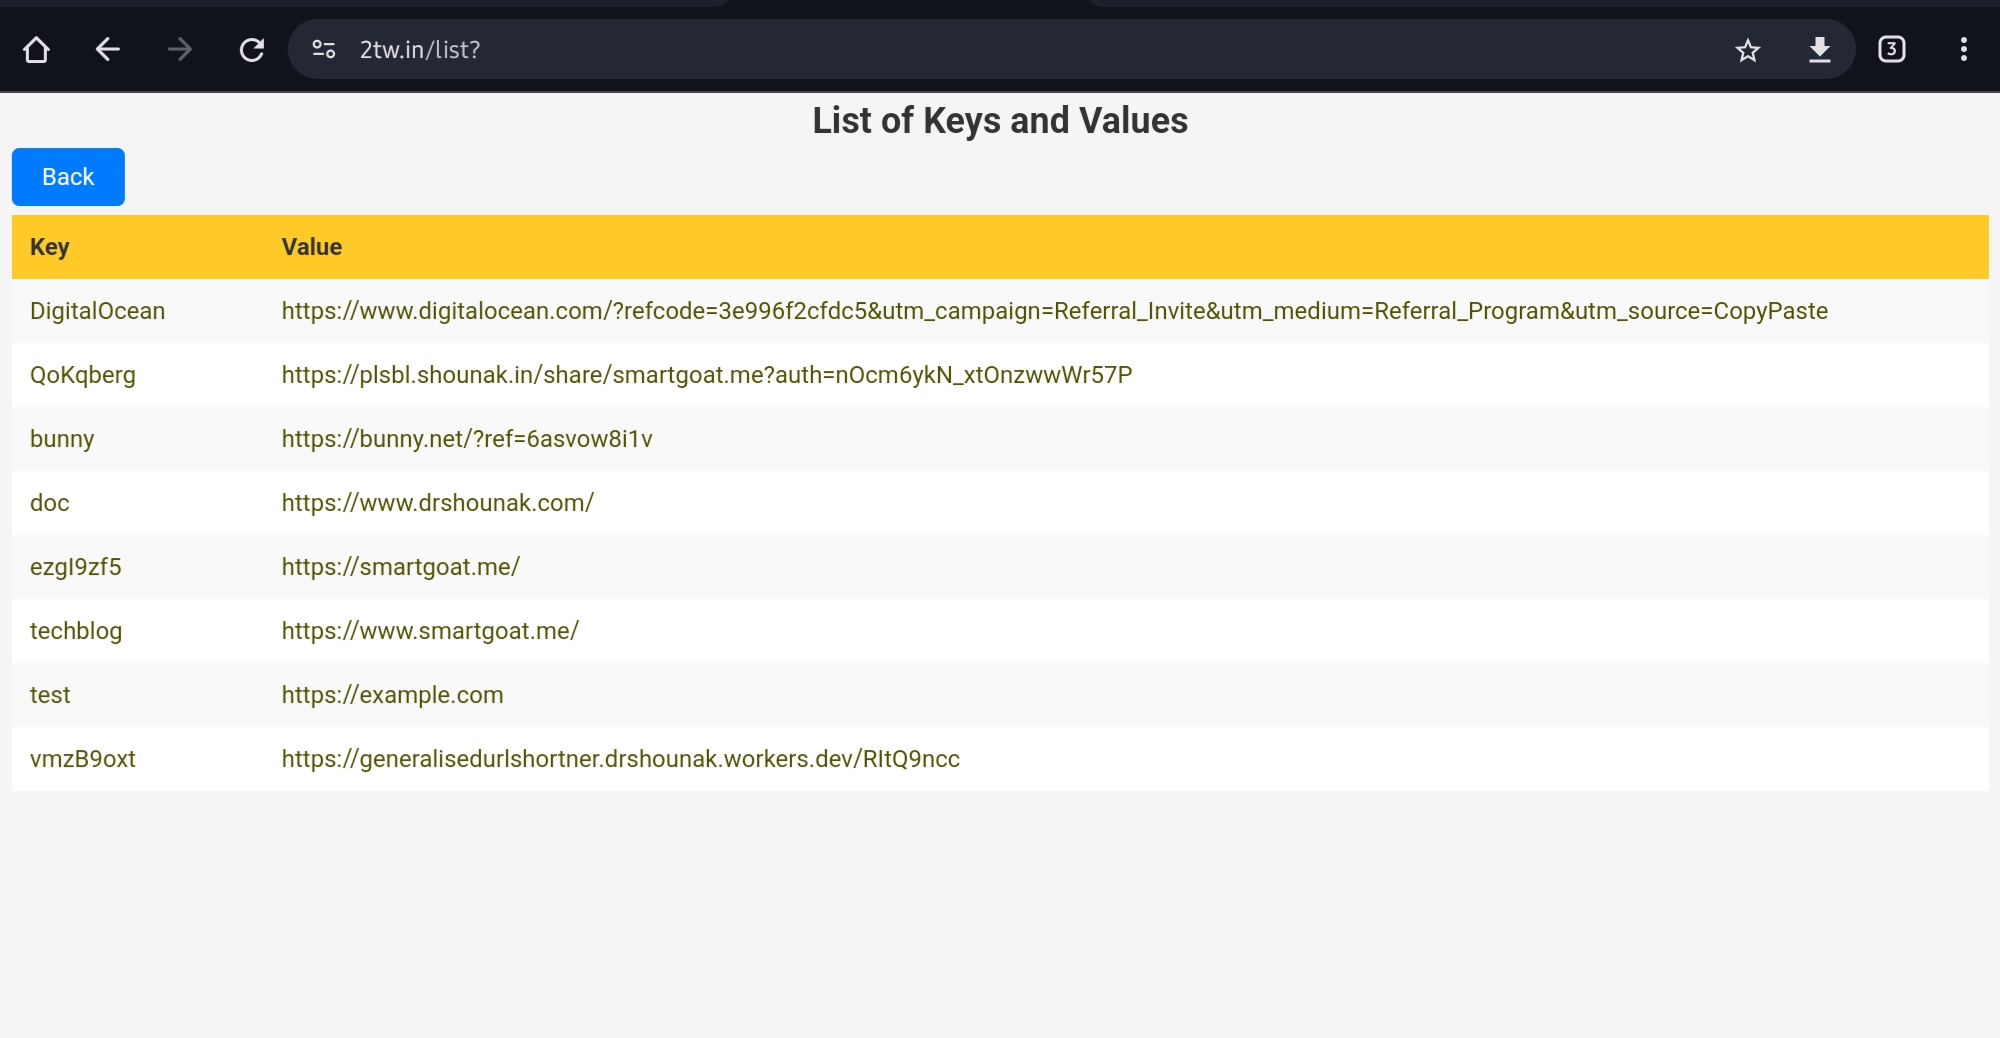 2tw.in/list?
3
List of Keys and Values
Back
Key Value
DigitalOcean https://www.digitalocean.com/?refcode=3e996f2cfdc5&utm_campaign=Referral_Invite&utm_medium=Referral_Program&utm_source=CopyPaste
QoKqberg https://plsbl.shounak.in/share/smartgoat.me?auth=nOcm6ykN_xtOnzwwWr57P
bunny https://bunny.net/?ref=6asvow8i1v
doc https://www.drshounak.com/
ezgI9zf5 https://smartgoat.me/
techblog https://www.smartgoat.me/
test https://example.com
vmzB9oxt https://generalisedurlshortner.drshounak.workers.dev/RItQ9ncc